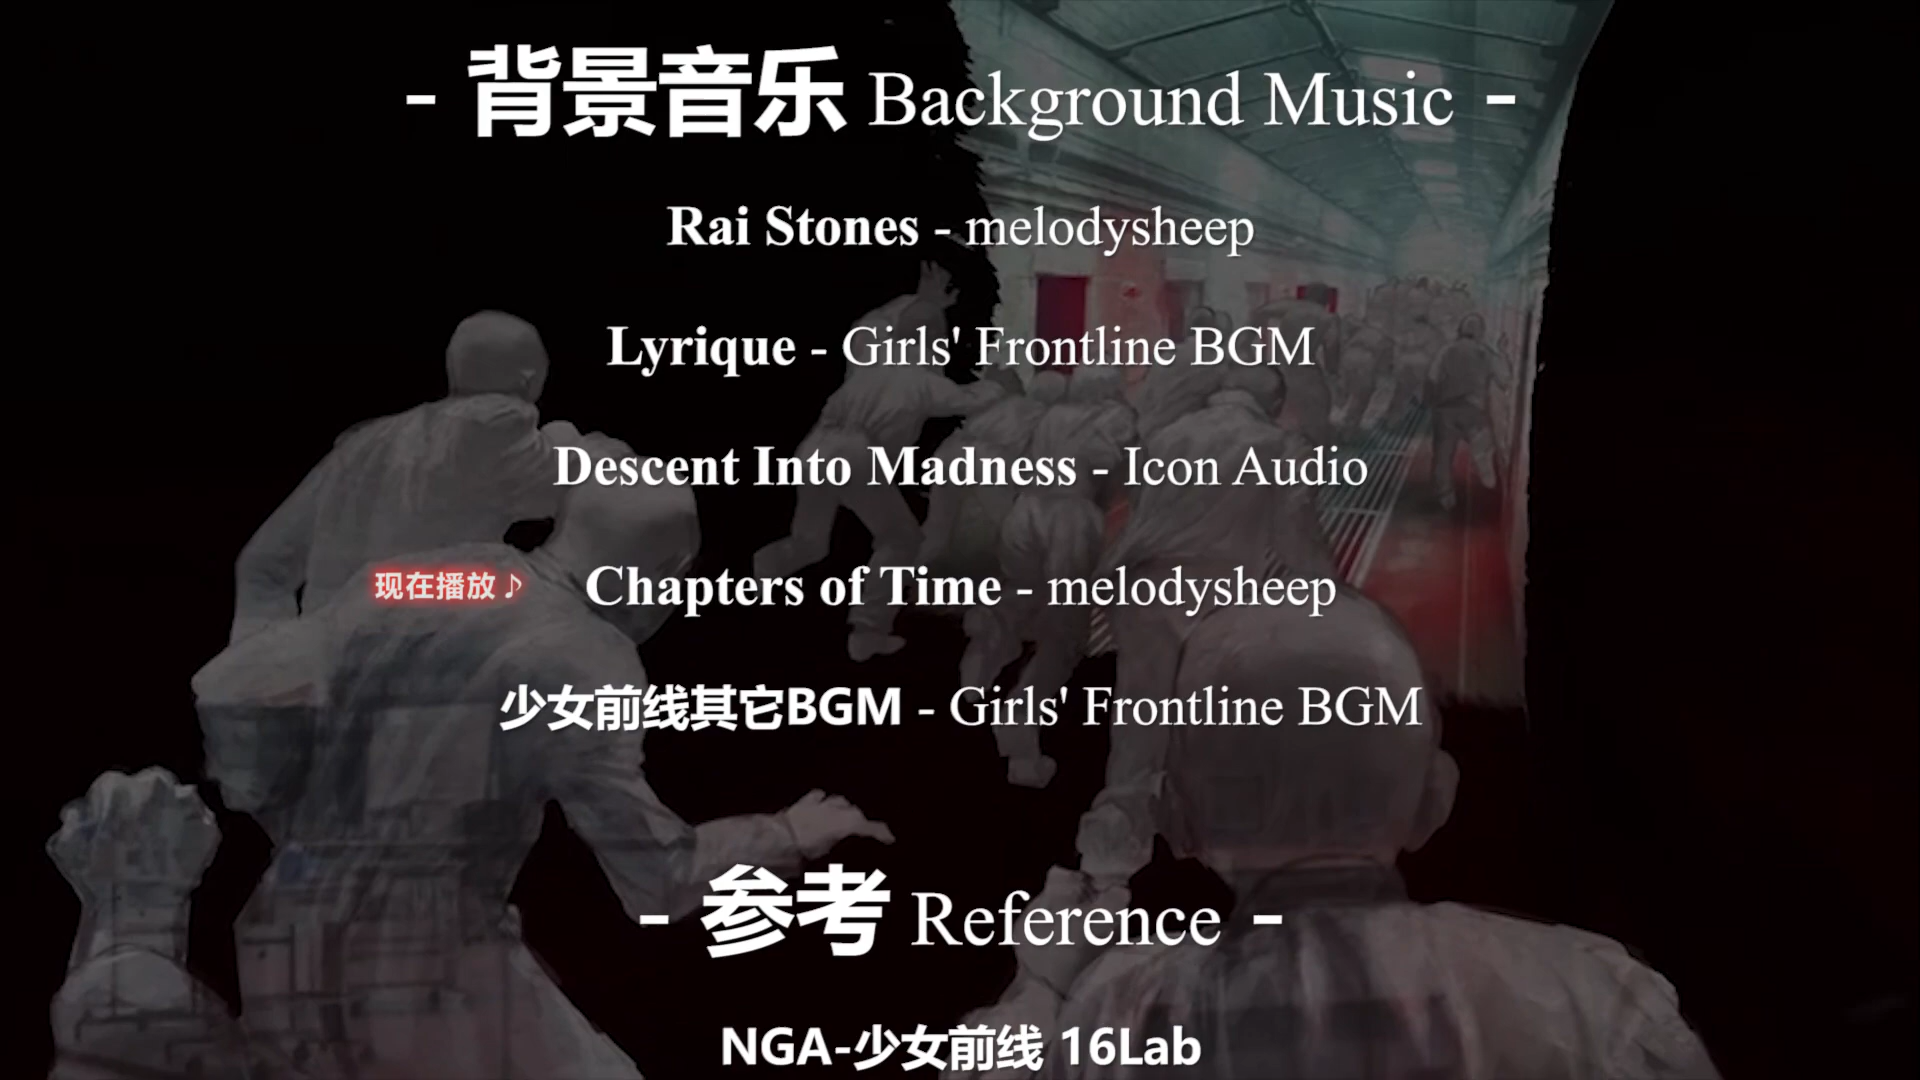 - 背景音乐 Background Music -
Rai Stones - melodysheep
Lyrique - Girls' Frontline BGM
Descent Into Madness - Icon Audio
现在播放♪ Chapters of Time - melodysheep
少女前线其它BGM - Girls' Frontline BGM
- 参考 Reference -
NGA-少女前线 16Lab